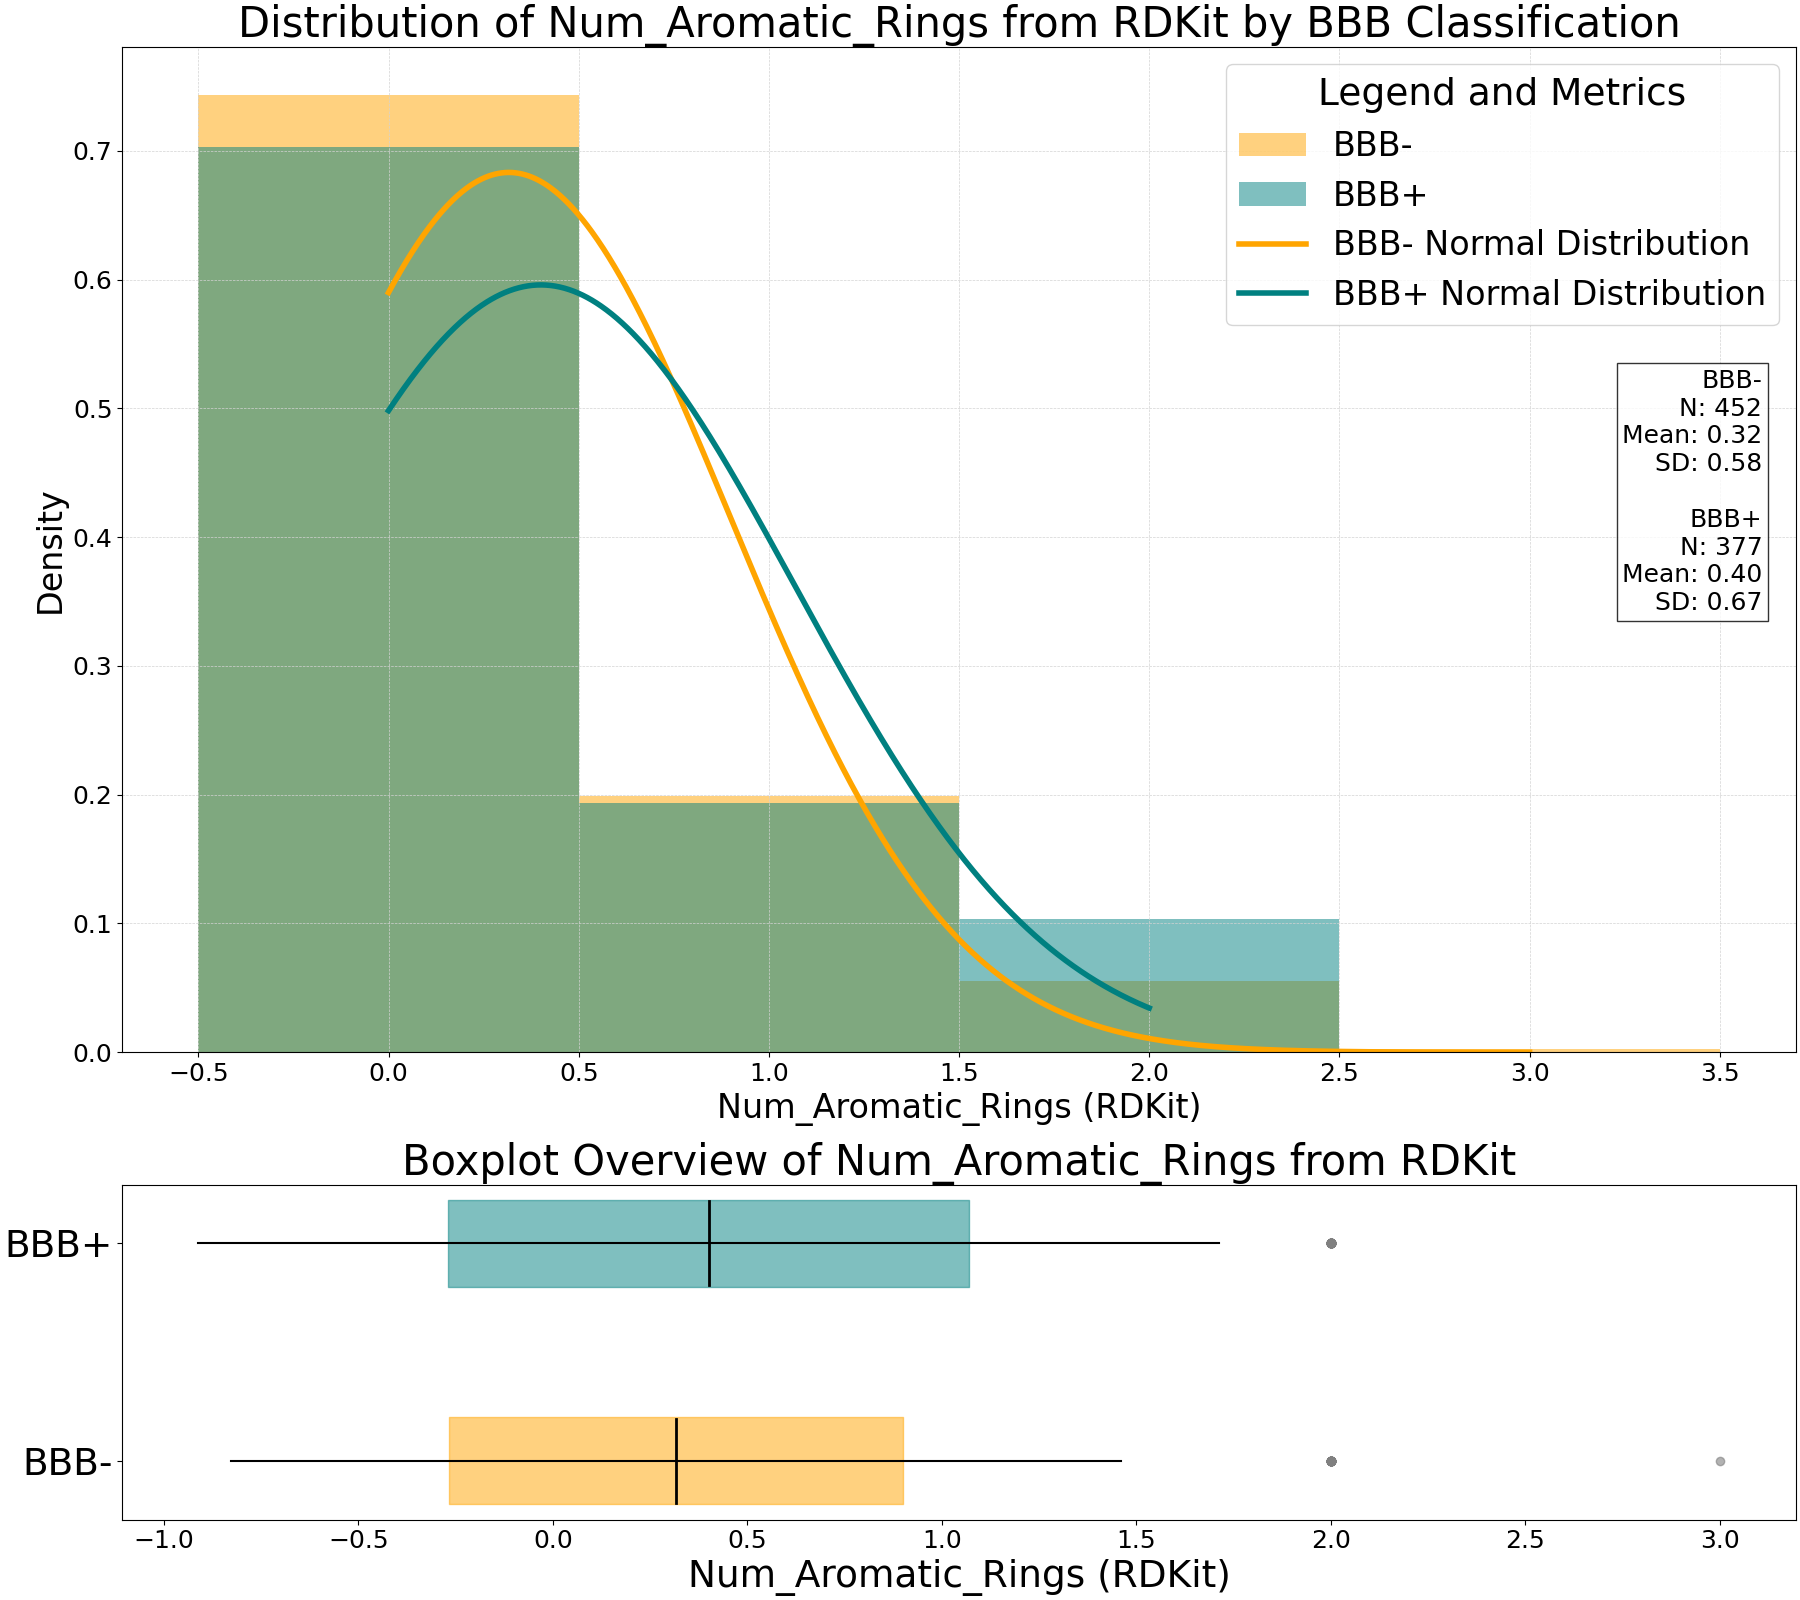 Distribution of Num_Aromatic_Rings from RDKit by BBB Classification
Legend and Metrics
BBB-
BBB+
BBB- Normal Distribution
BBB+ Normal Distribution
BBB-
N: 452
Mean: 0.32
SD: 0.58
BBB+
N: 377
Mean: 0.40
SD: 0.67
Density
0.7
0.6
0.5
0.4
0.3
0.2
0.1
0.0
−0.5 0.0 0.5 1.0 1.5 2.0 2.5 3.0 3.5
Num_Aromatic_Rings (RDKit)
Boxplot Overview of Num_Aromatic_Rings from RDKit
BBB+
BBB-
−1.0 −0.5 0.0 0.5 1.0 1.5 2.0 2.5 3.0
Num_Aromatic_Rings (RDKit)